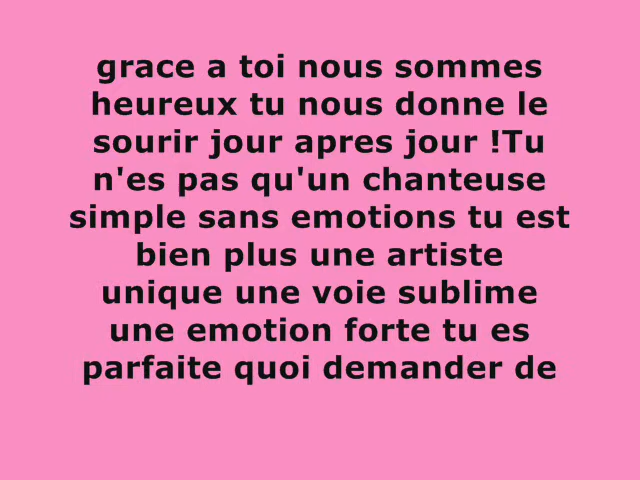 grace a toi nous sommes
heureux tu nous donne le
sourir jour apres jour !Tu
n'es pas qu'un chanteuse
simple sans emotions tu est
bien plus une artiste
unique une voie sublime
une emotion forte tu es
parfaite quoi demander de